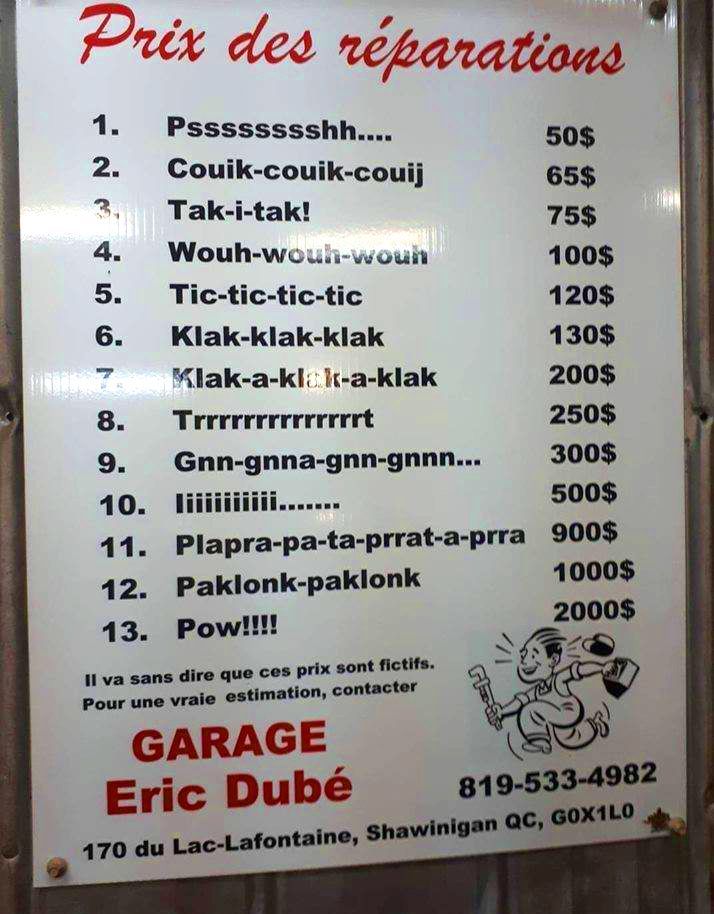 Prix des réparations
1. Psssssssshh.... 50$
2. Couik-couik-couij 65$
3. Tak-i-tak! 75$
4. Wouh-wouh-wouh 100$
5. Tic-tic-tic-tic 120$
6. Klak-klak-klak 130$
7. Klak-a-klak-a-klak 200$
8. Trrrrrrrrrrrrrrt 250$
9. Gnn-gnna-gnn-gnnn... 300$
10. Iiiiiiiiiii....... 500$
11. Plapra-pa-ta-prrat-a-prra 900$
12. Paklonk-paklonk 1000$
13. Pow!!!! 2000$
Il va sans dire que ces prix sont fictifs.
Pour une vraie estimation, contacter
GARAGE
Eric Dubé
819-533-4982
170 du Lac-Lafontaine, Shawinigan QC, G0X1L0